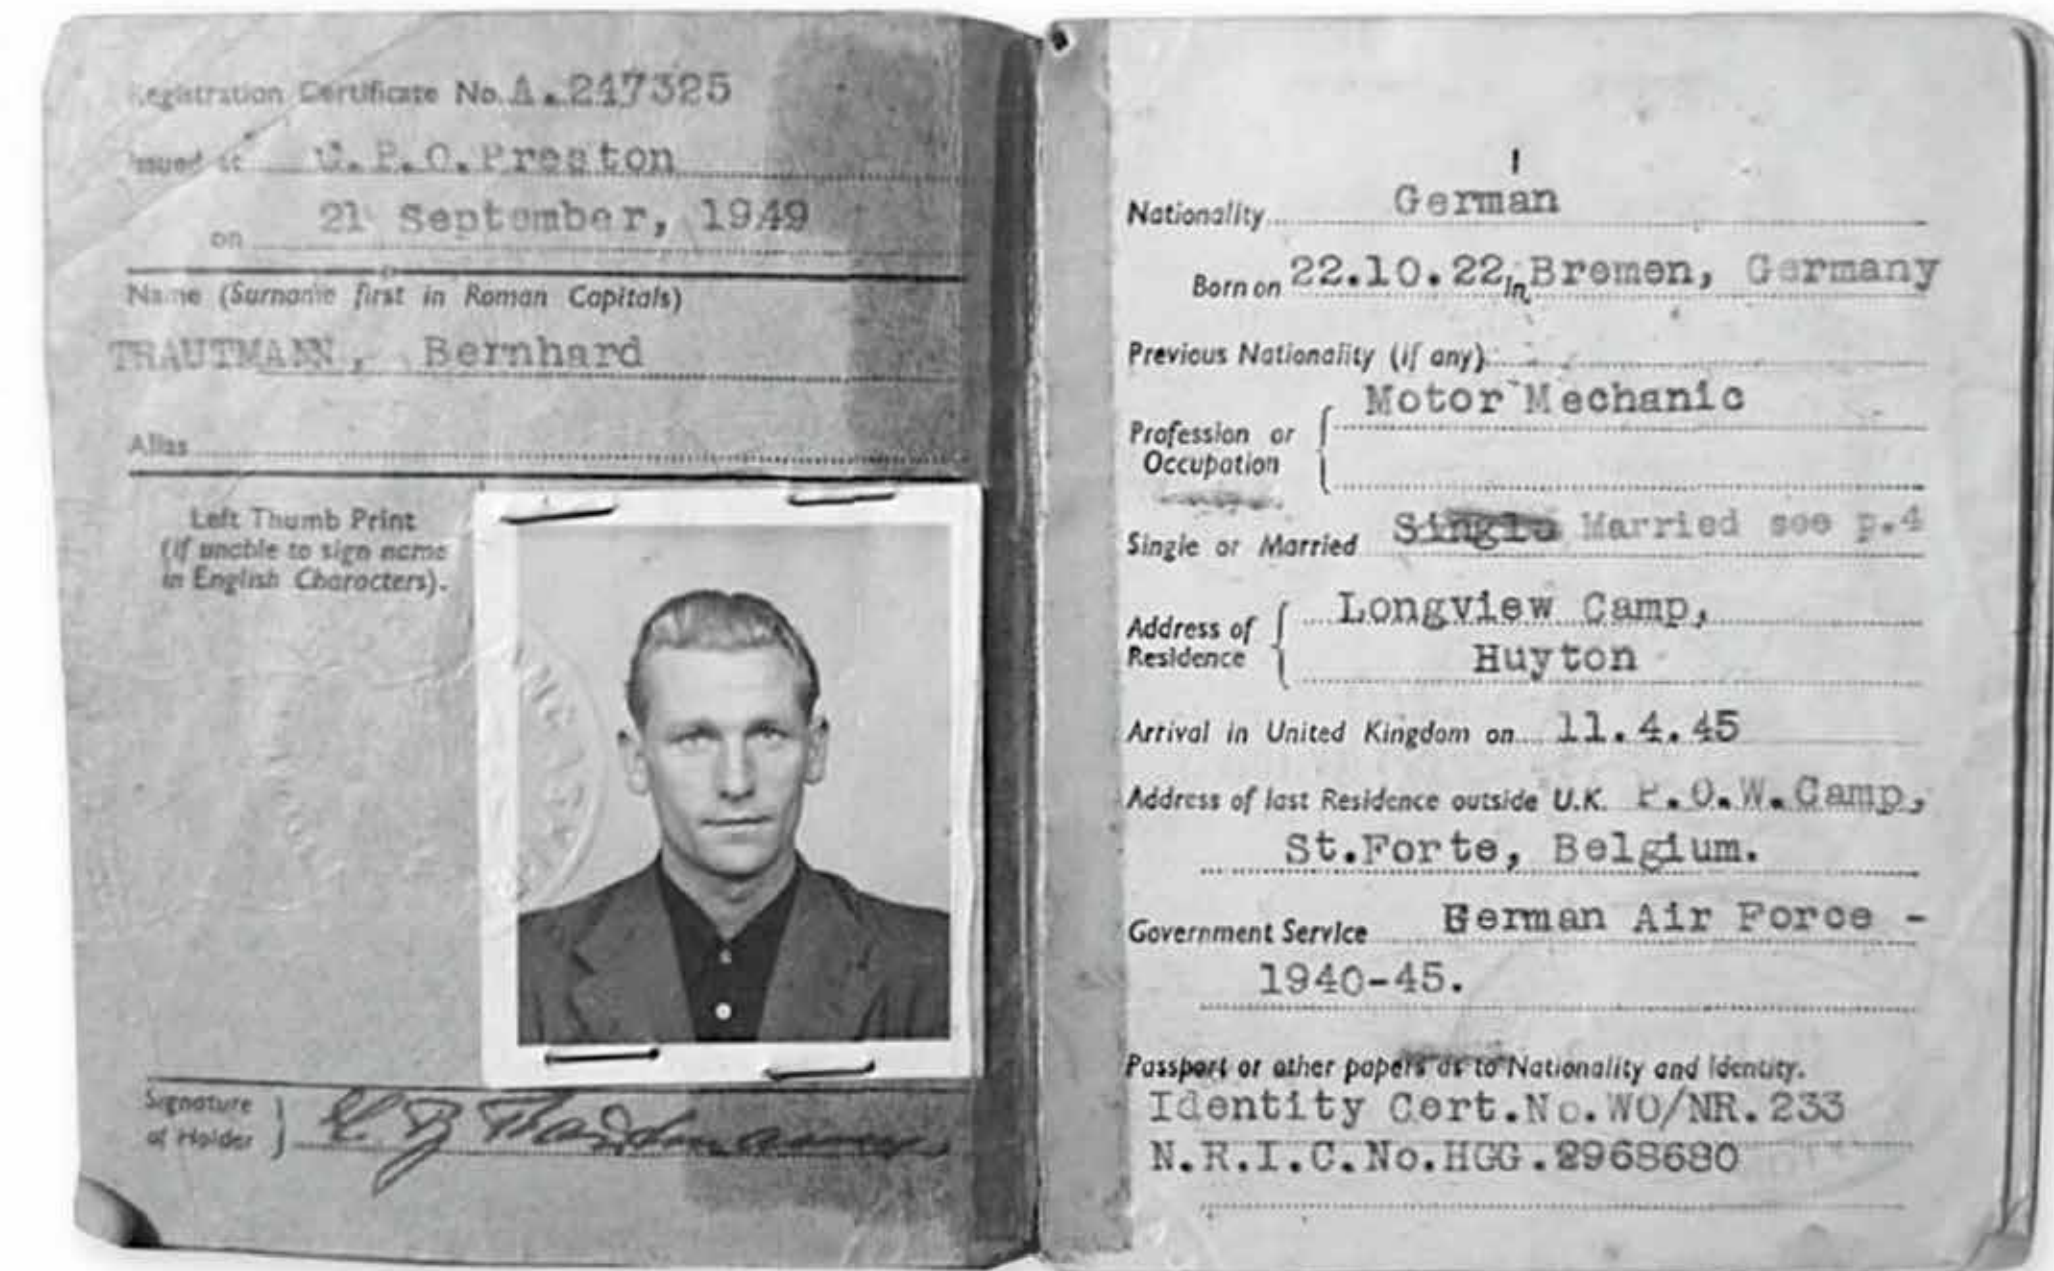 Registration Certificate No. A.247325
Issued at C.P.O. Preston
on 21 September, 1949
Name (Surname first in Roman Capitals)
TRAUTMANN, Bernhard
Alias
Left Thumb Print
(if unable to sign name
in English Characters).
Signature
of Holder
Nationality German
Born on 22.10.22 in Bremen, Germany
Previous Nationality (if any)
Motor Mechanic
Profession or
Occupation
Single or Married Single Married see p.4
Address of Longview Camp,
Residence Huyton
Arrival in United Kingdom on 11.4.45
Address of last Residence outside U.K. P.O.W.Camp,
St.Forte, Belgium.
Government Service German Air Force -
1940-45.
Passport or other papers as to Nationality and Identity.
Identity Cert.No.WO/NR.233
N.R.I.C.No.HGG.2968680